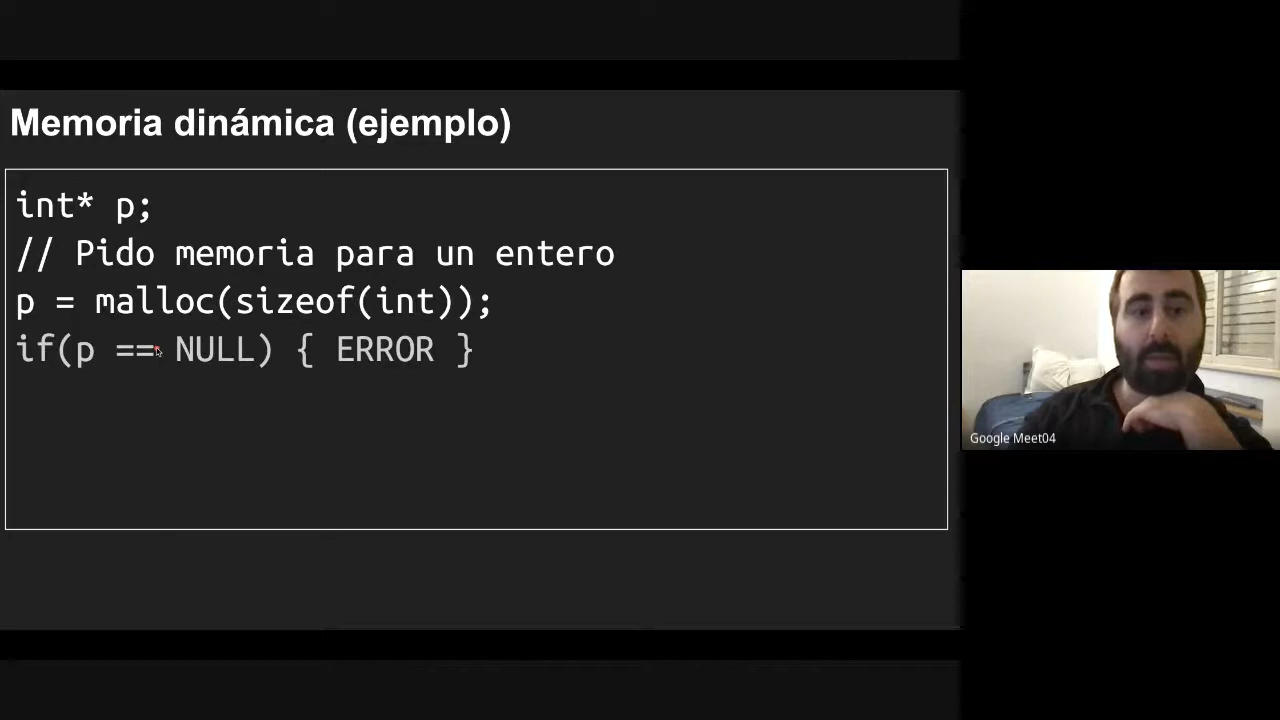 Memoria dinámica (ejemplo)
int* p;
// Pido memoria para un entero
p = malloc(sizeof(int));
if(p == NULL) { ERROR }
Google Meet04